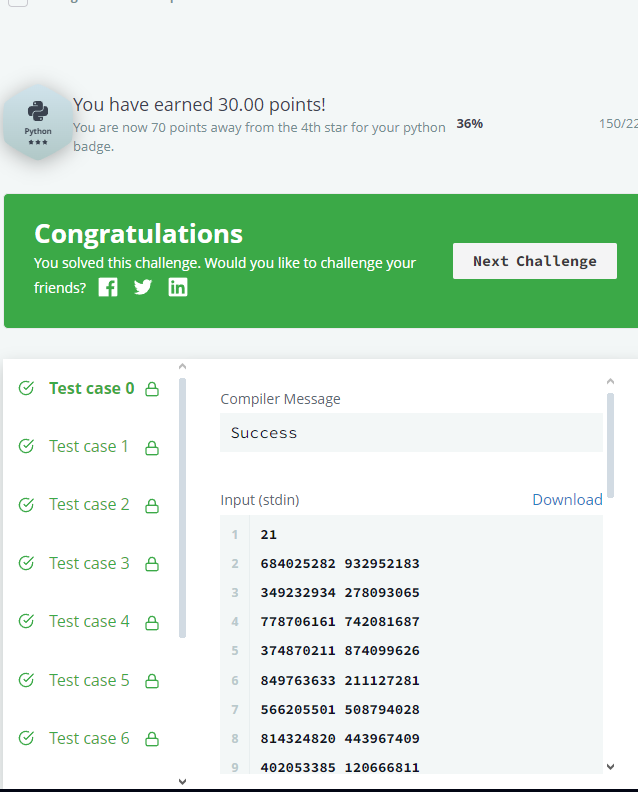 You have earned 30.00 points!
You are now 70 points away from the 4th star for your python
badge.
36%
150/22
Python
Congratulations
You solved this challenge. Would you like to challenge your
friends?
Next Challenge
Test case 0
Test case 1
Test case 2
Test case 3
Test case 4
Test case 5
Test case 6
Compiler Message
Success
Input (stdin)
Download
1 21
2 684025282 932952183
3 349232934 278093065
4 778706161 742081687
5 374870211 874099626
6 849763633 211127281
7 566205501 508794028
8 814324820 443967409
9 402053385 120666811